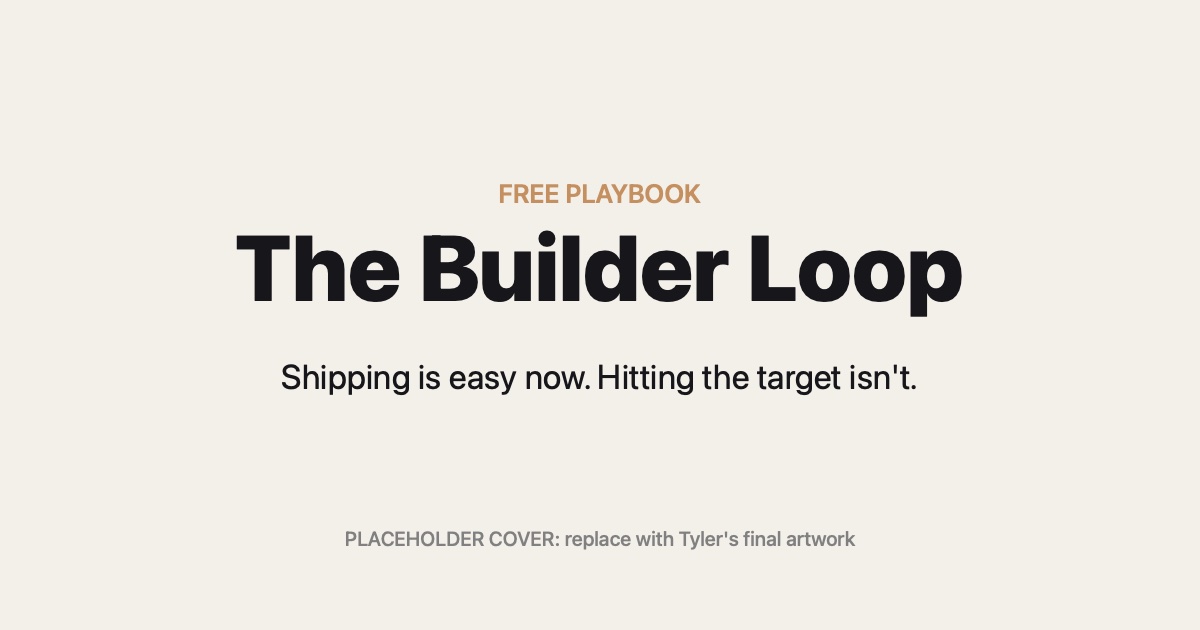 FREE PLAYBOOK
The Builder Loop
Shipping is easy now. Hitting the target isn't.
PLACEHOLDER COVER: replace with Tyler's final artwork